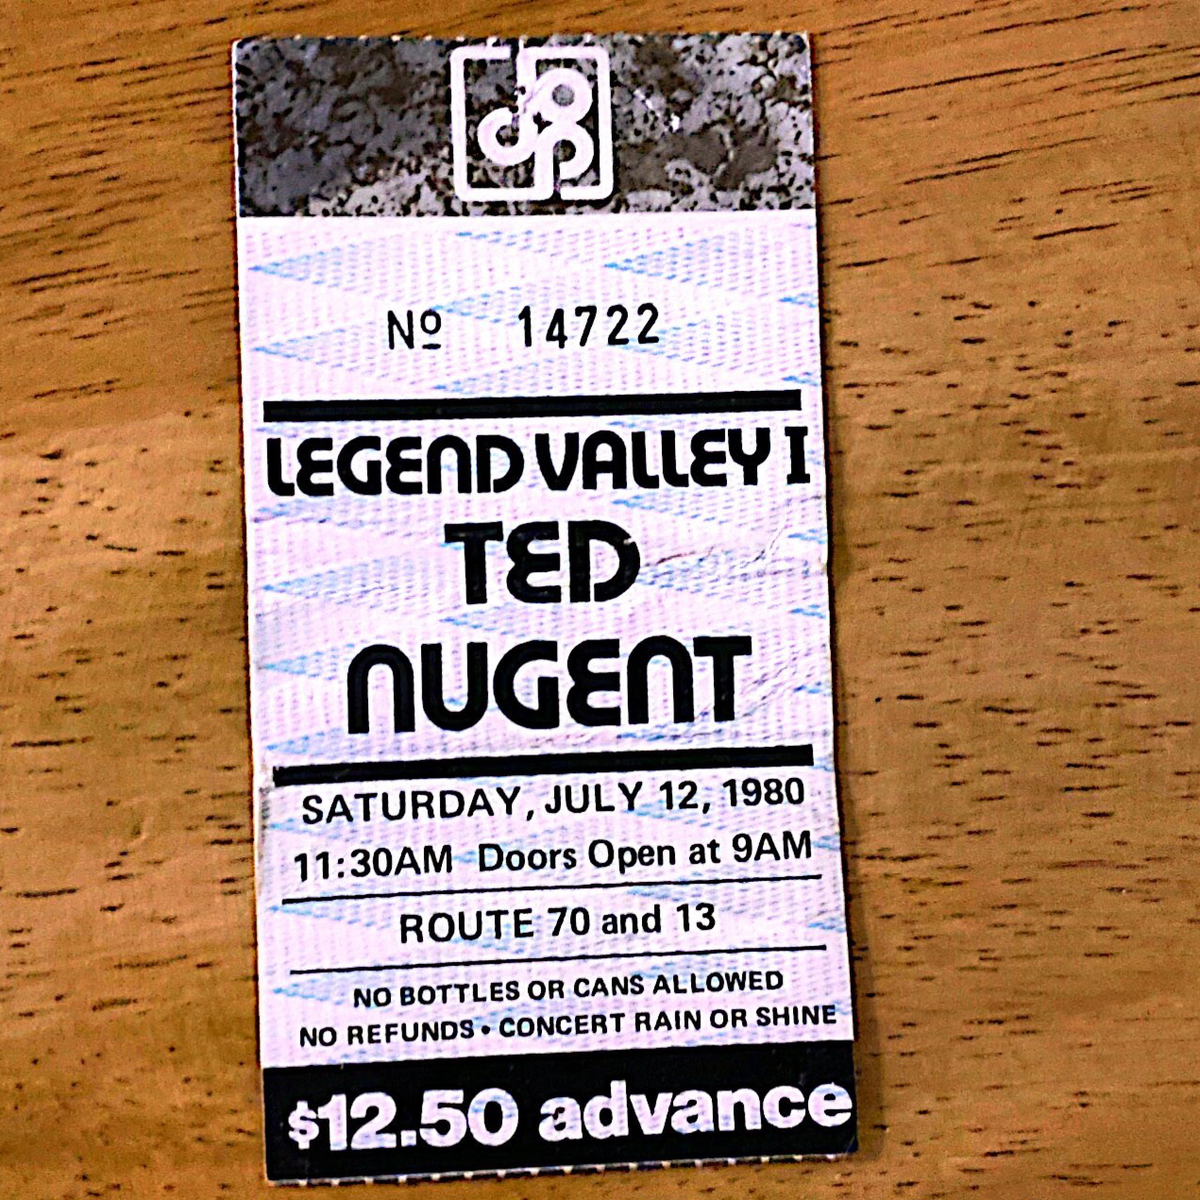 Nº 14722
LEGEND VALLEY I
TED
NUGENT
SATURDAY, JULY 12, 1980
11:30AM Doors Open at 9AM
ROUTE 70 and 13
NO BOTTLES OR CANS ALLOWED
NO REFUNDS • CONCERT RAIN OR SHINE
$12.50 advance